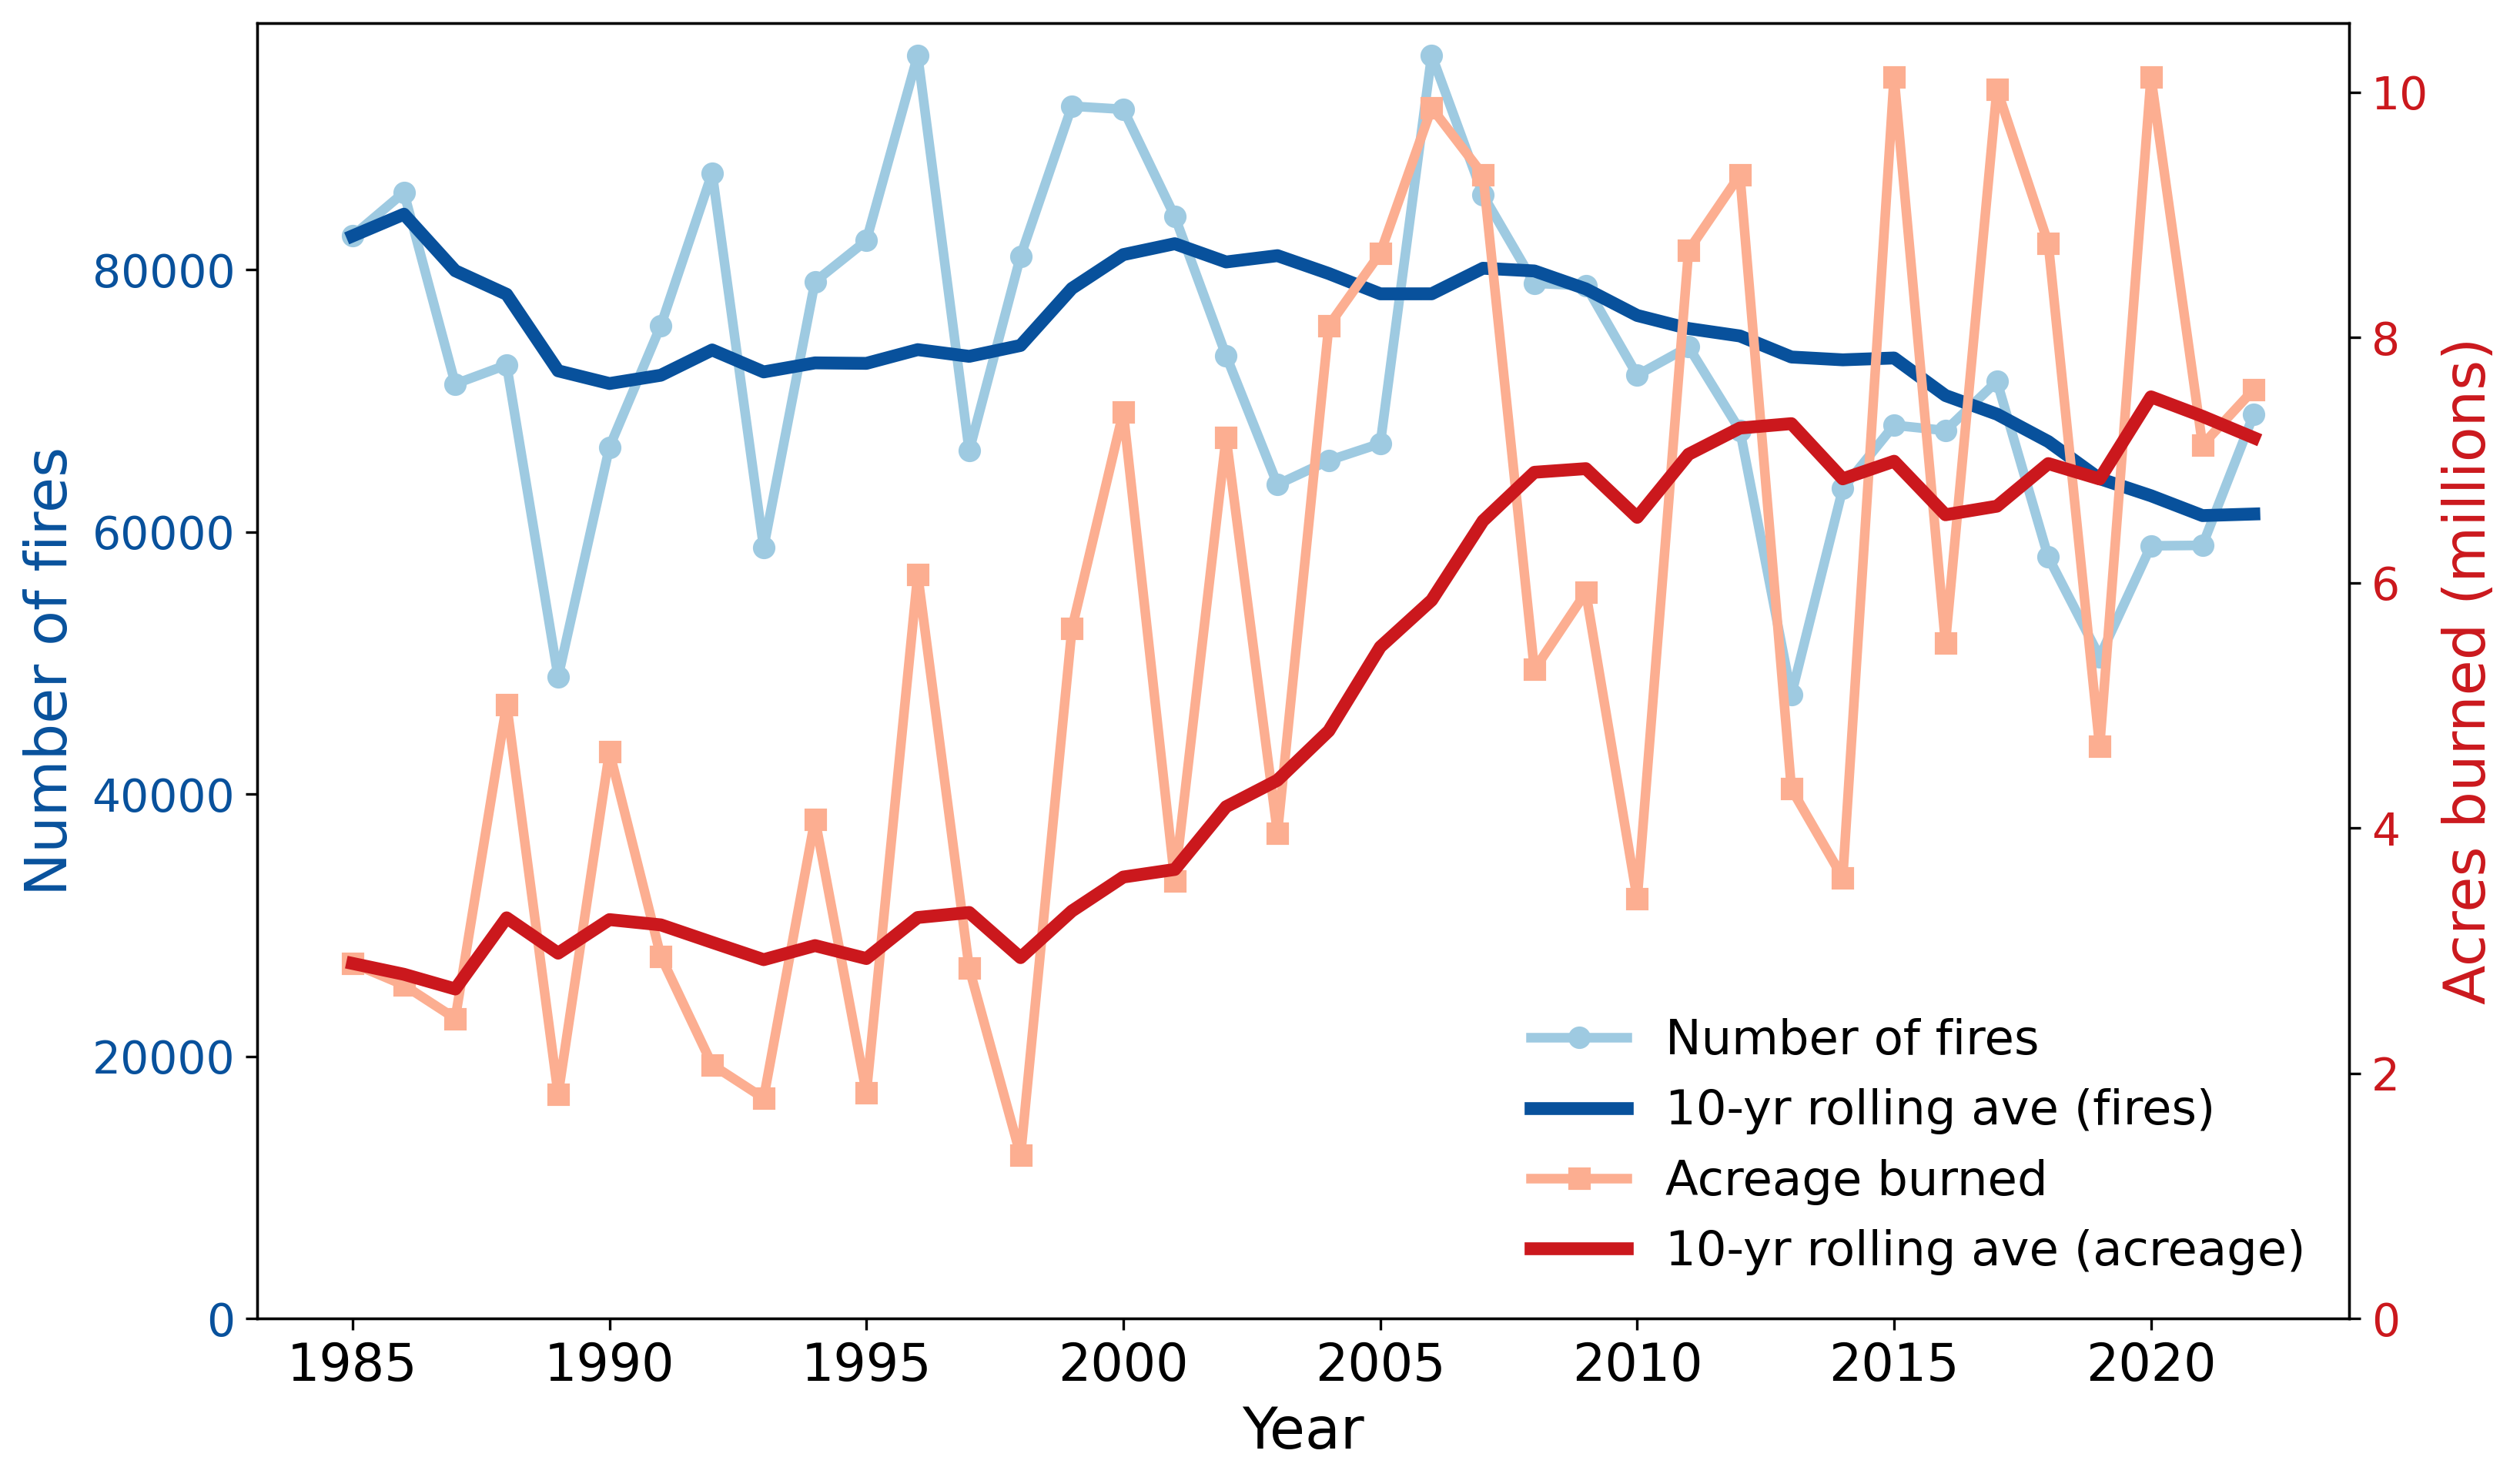 Number of fires
80000
60000
40000
20000
0
10
8
6
4
2
0
Acres burned (millions)
Number of fires
10-yr rolling ave (fires)
Acreage burned
10-yr rolling ave (acreage)
1985 1990 1995 2000 2005 2010 2015 2020
Year